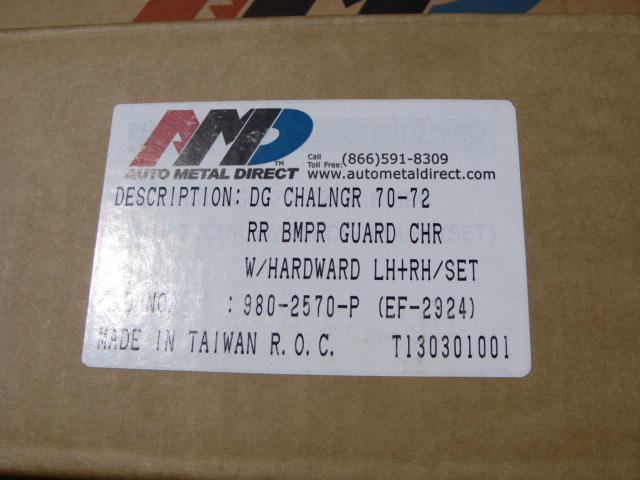 AMD
TM
AUTO METAL DIRECT
Call Toll Free: (866)591-8309
www.autometaldirect.com
DESCRIPTION: DG CHALNGR 70-72
RR BMPR GUARD CHR
W/HARDWARD LH+RH/SET
NO. : 980-2570-P (EF-2924)
MADE IN TAIWAN R.O.C. T130301001